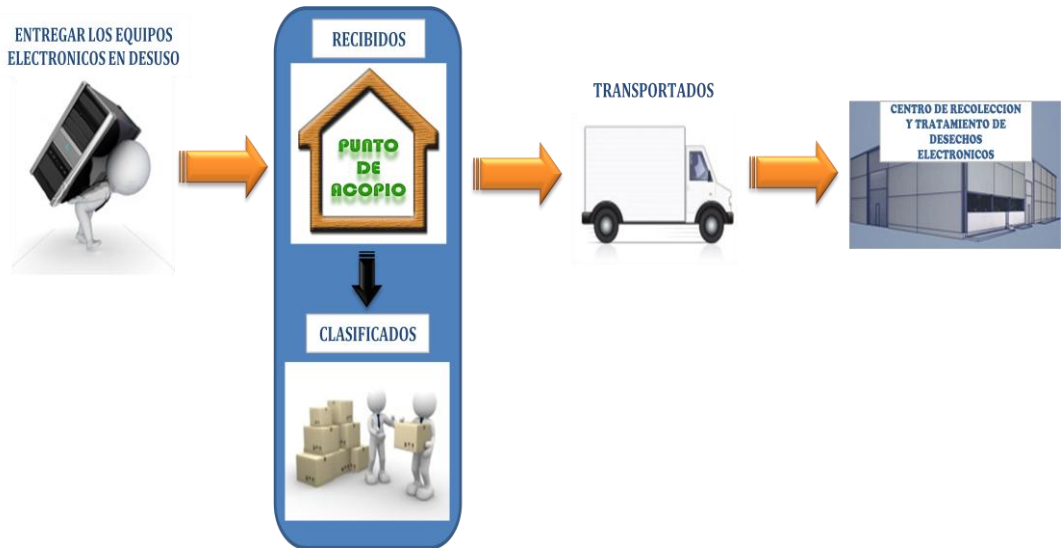 ENTREGAR LOS EQUIPOS
ELECTRONICOS EN DESUSO
RECIBIDOS
PUNTO
DE
ACOPIO
CLASIFICADOS
TRANSPORTADOS
CENTRO DE RECOLECCION
Y TRATAMIENTO DE
DESECHOS
ELECTRONICOS